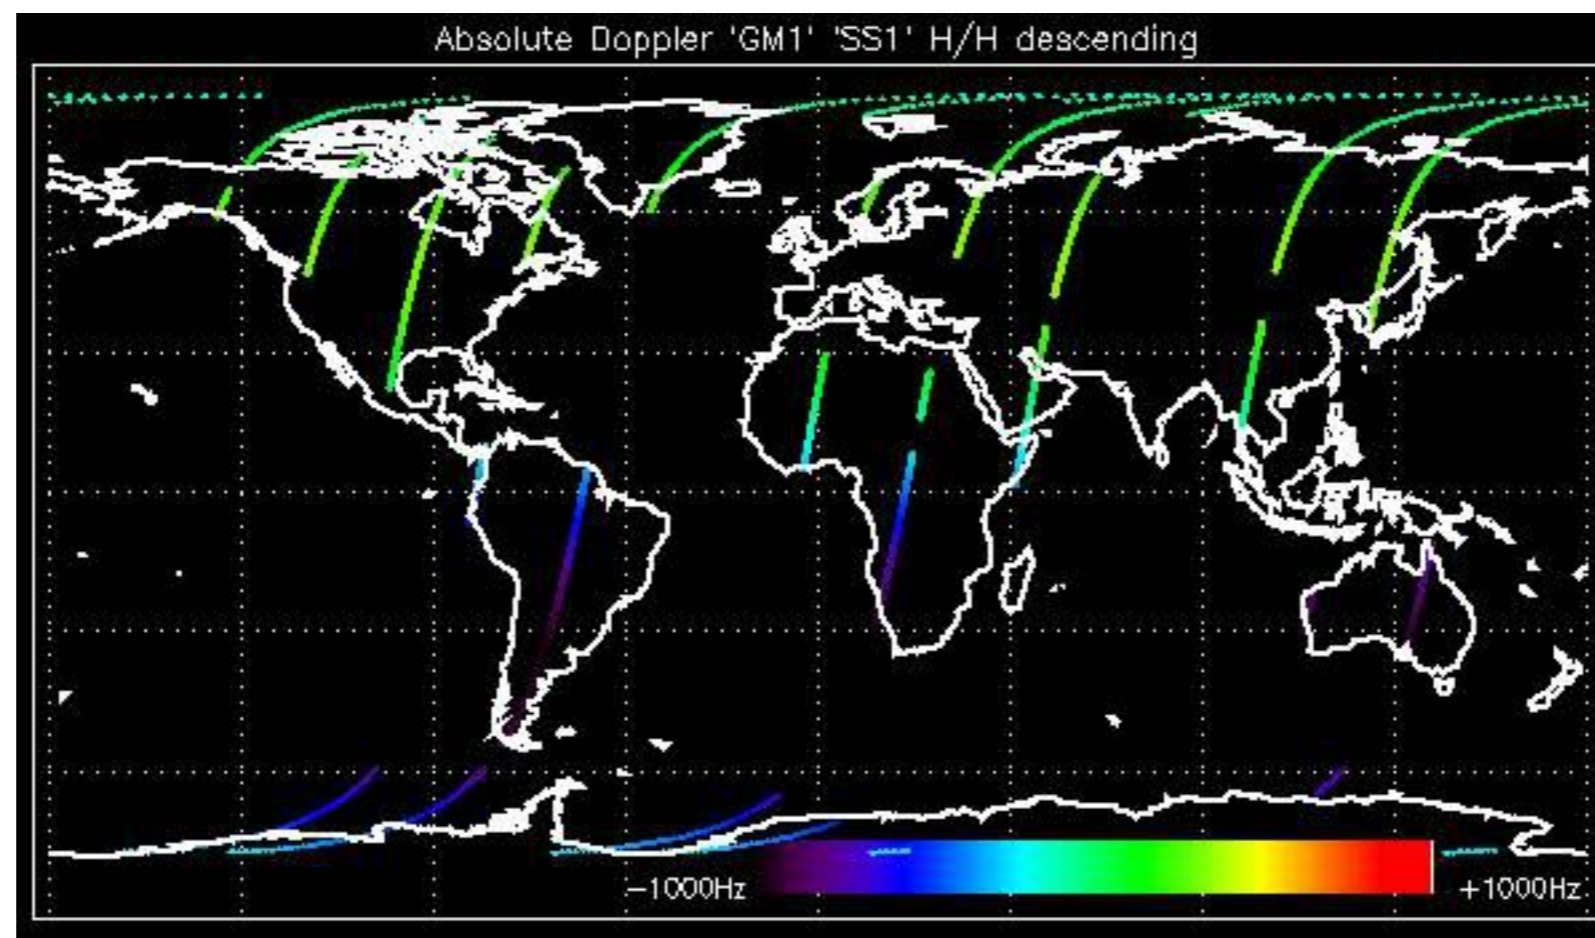 Absolute Doppler 'GM1' 'SS1' H/H descending
-1000Hz
+1000Hz